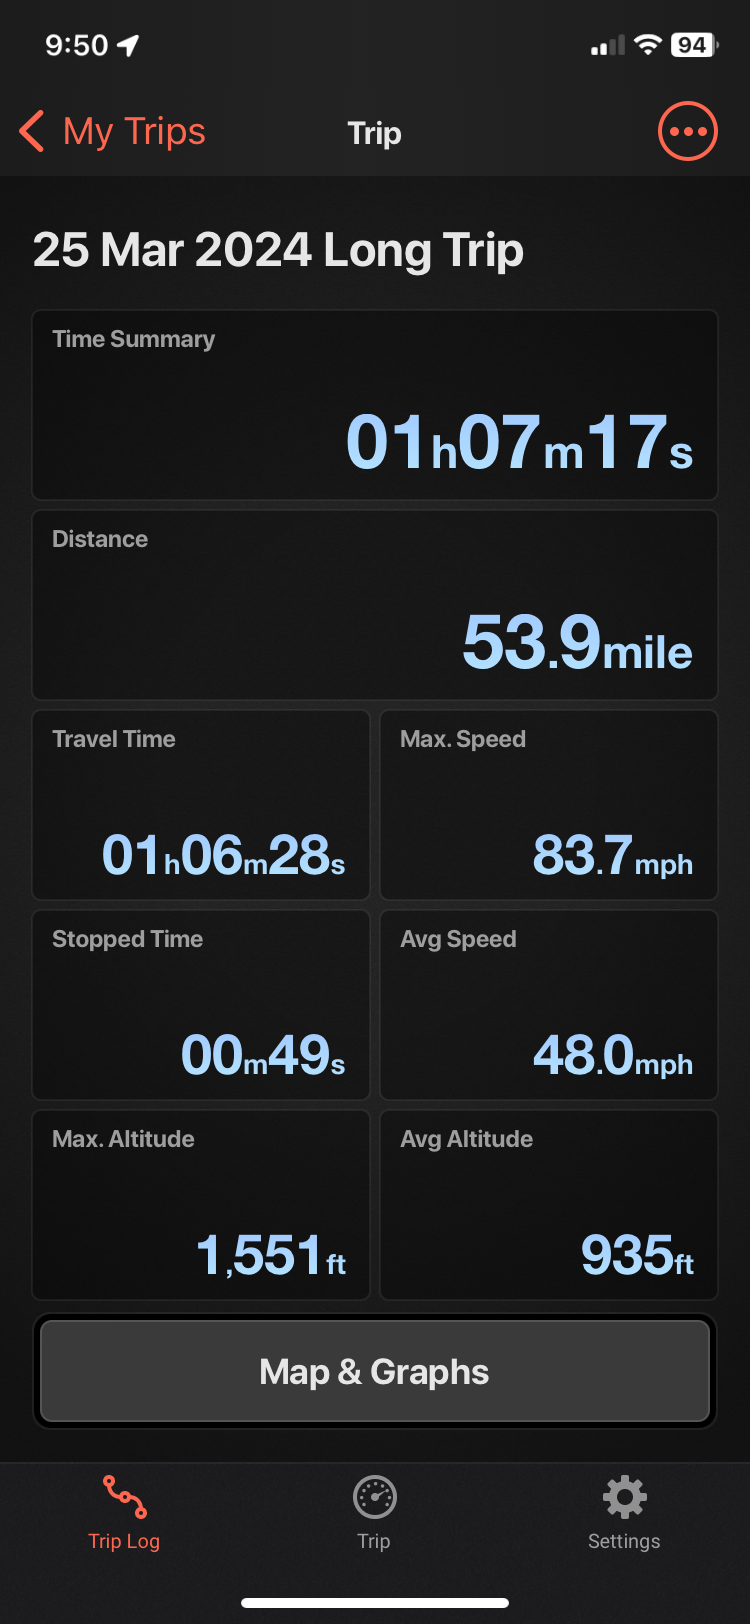 9:50
94
My Trips
Trip
25 Mar 2024 Long Trip
Time Summary
01h07m17s
Distance
53.9mile
Travel Time
01h06m28s
Max. Speed
83.7mph
Stopped Time
00m49s
Avg Speed
48.0mph
Max. Altitude
1,551ft
Avg Altitude
935ft
Map & Graphs
Trip Log
Trip
Settings